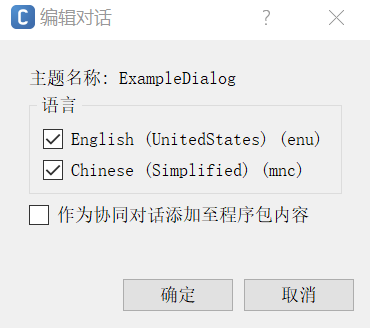 C 编辑对话 ?
主题名称: ExampleDialog
语言
English (UnitedStates) (enu)
Chinese (Simplified) (mnc)
作为协同对话添加至程序包内容
确定 取消